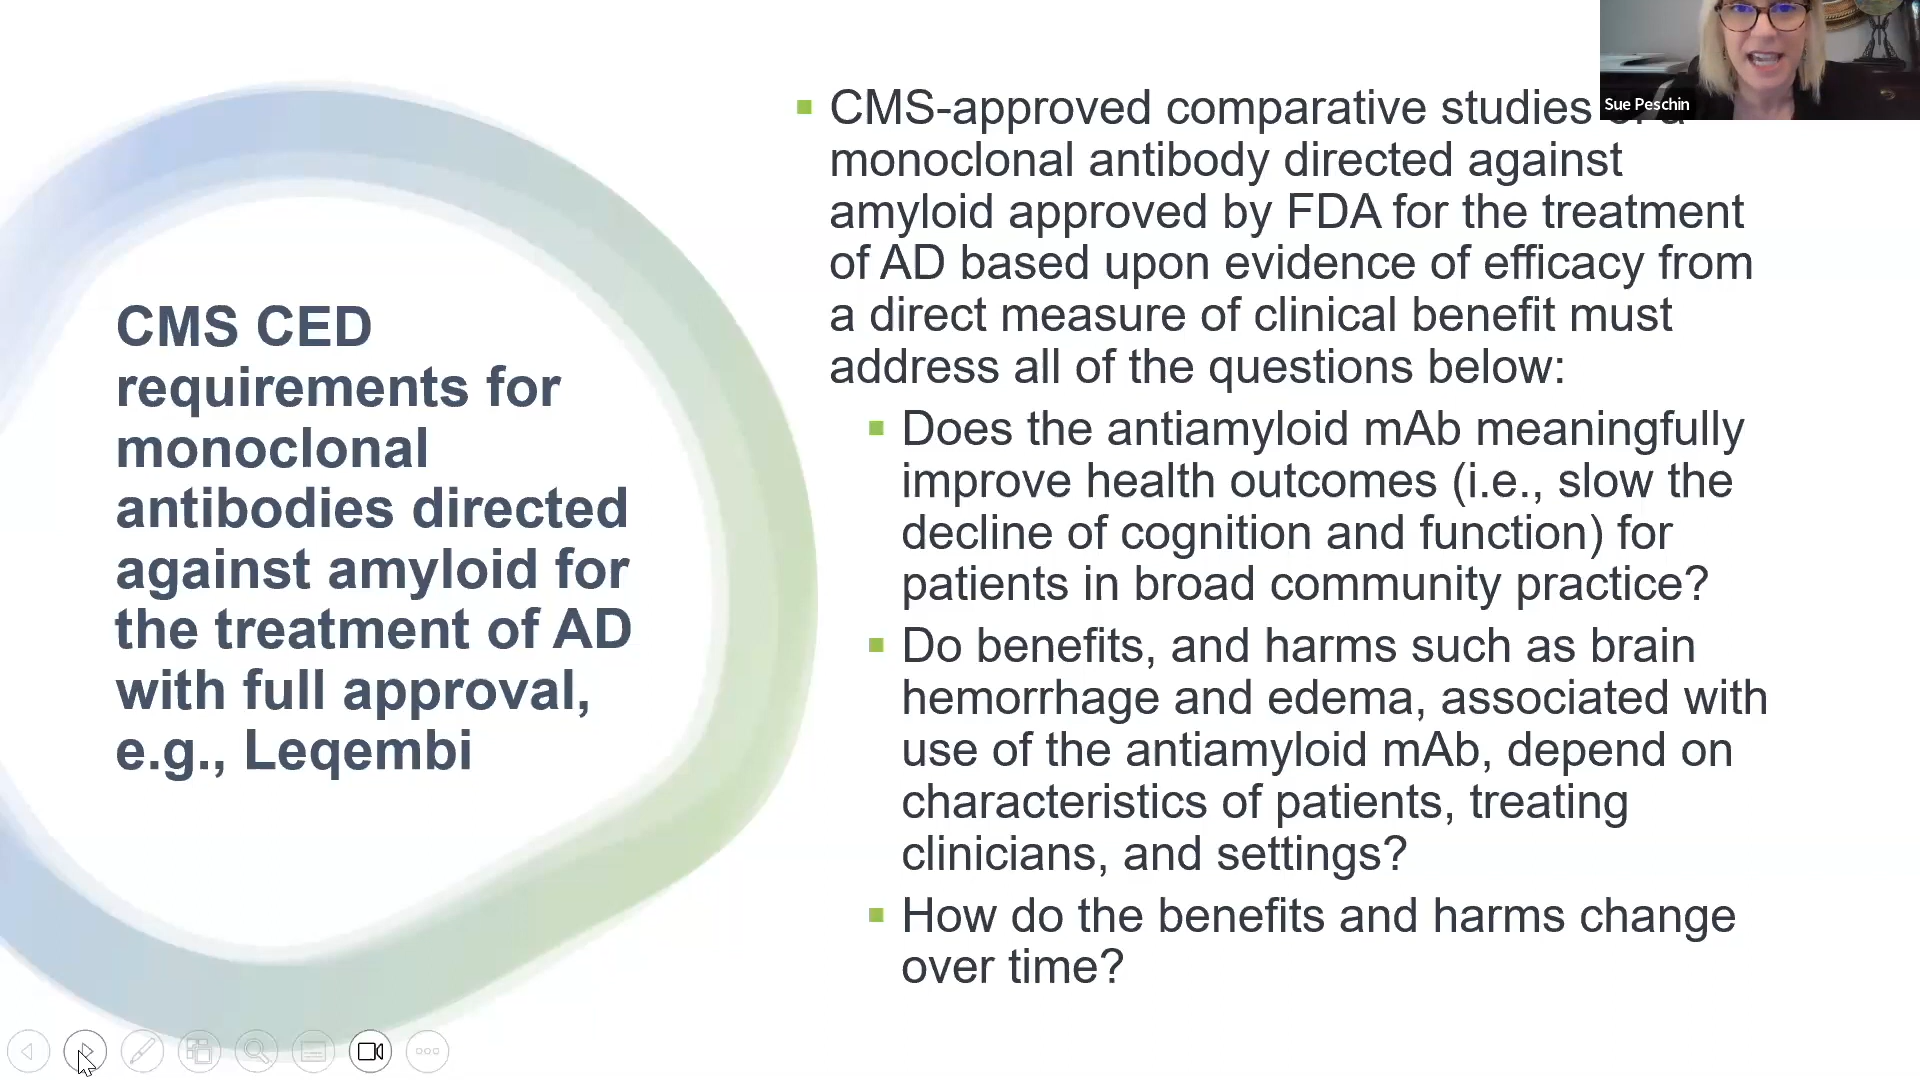 CMS CED
requirements for
monoclonal
antibodies directed
against amyloid for
the treatment of AD
with full approval,
e.g., Leqembi
CMS-approved comparative studies
monoclonal antibody directed against
amyloid approved by FDA for the treatment
of AD based upon evidence of efficacy from
a direct measure of clinical benefit must
address all of the questions below:
Does the antiamyloid mAb meaningfully
improve health outcomes (i.e., slow the
decline of cognition and function) for
patients in broad community practice?
Do benefits, and harms such as brain
hemorrhage and edema, associated with
use of the antiamyloid mAb, depend on
characteristics of patients, treating
clinicians, and settings?
How do the benefits and harms change
over time?
Sue Peschin